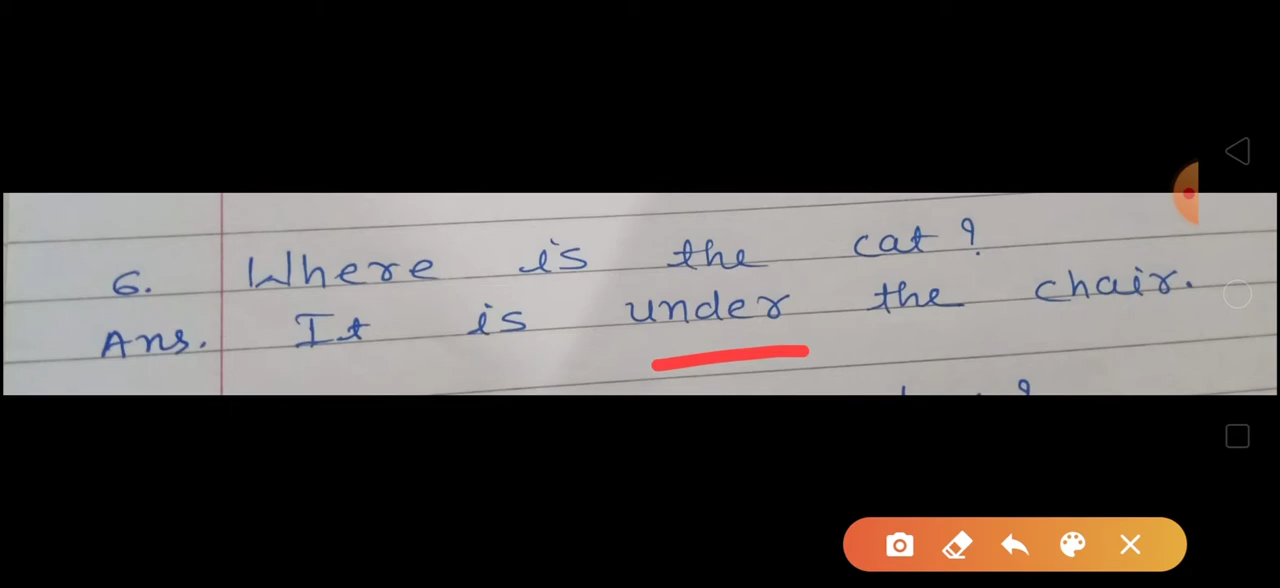 6. Where is the cat?
Ans. It is under the chair.